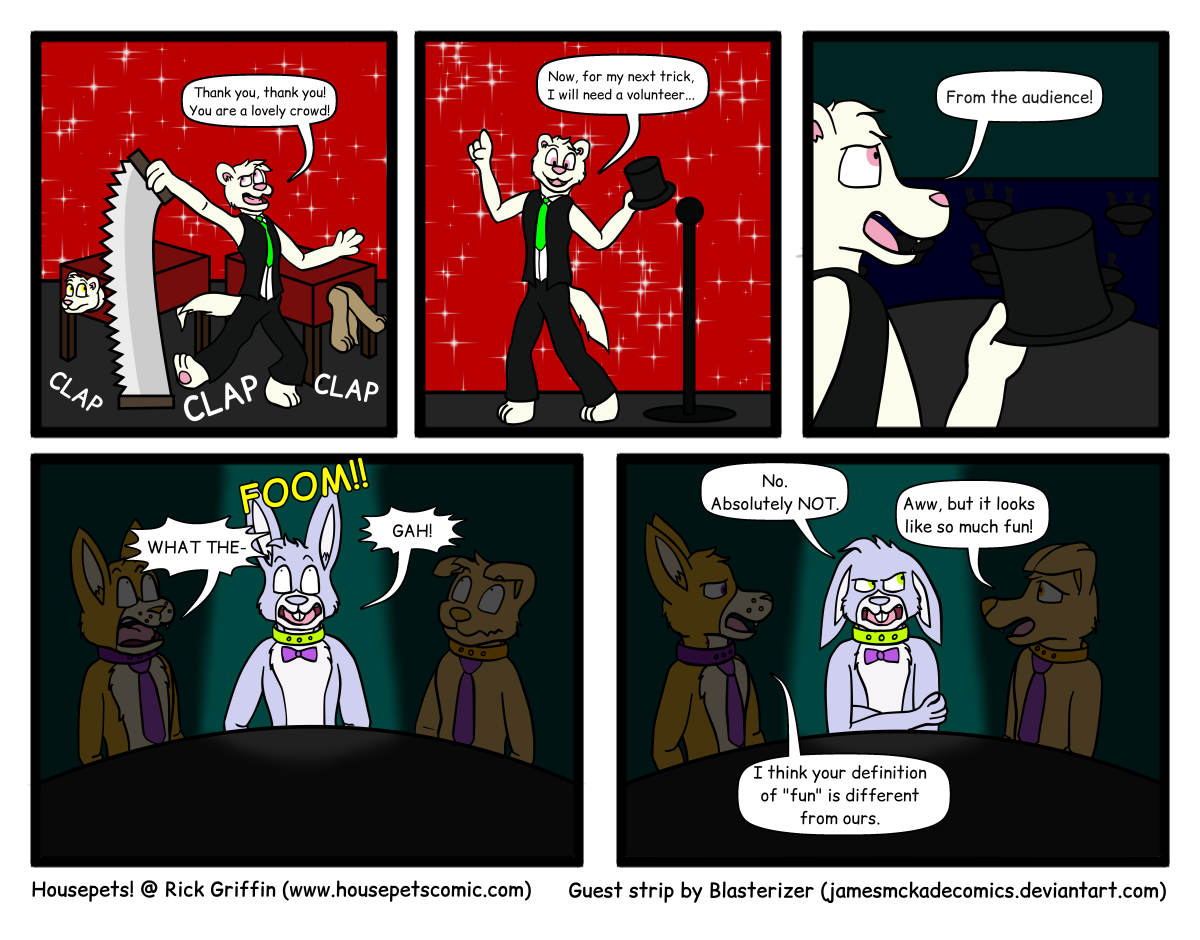 Thank you, thank you!
You are a lovely crowd!
CLAP
CLAP
CLAP
Now, for my next trick,
I will need a volunteer...
From the audience!
FOOM!!
WHAT THE-
GAH!
No.
Absolutely NOT.
Aww, but it looks
like so much fun!
I think your definition
of "fun" is different
from ours.
Housepets! @ Rick Griffin (www.housepetscomic.com)
Guest strip by Blasterizer (jamesmckadecomics.deviantart.com)